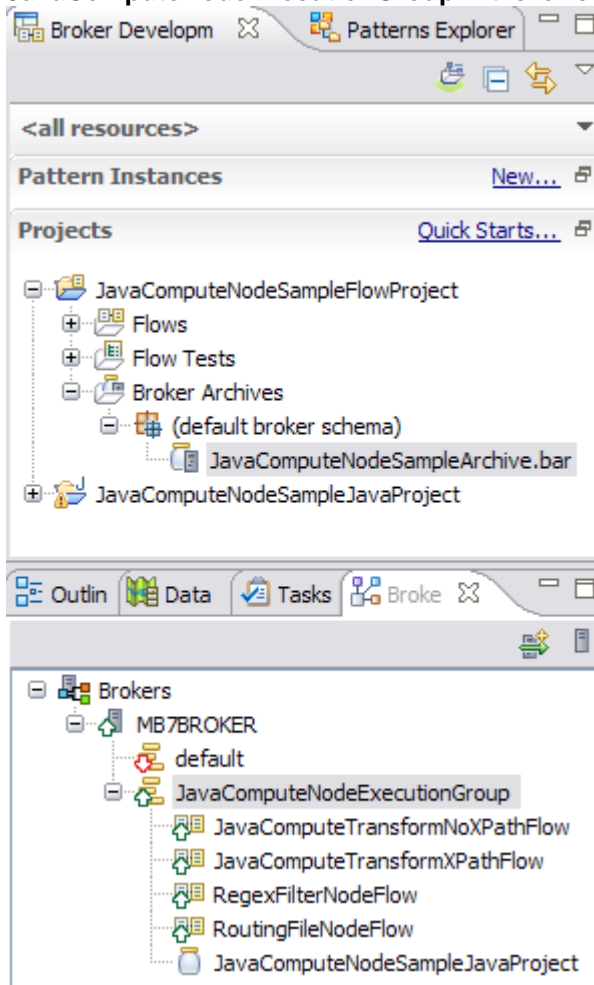 Broker Developm Patterns Explorer
<all resources>
Pattern Instances New...
Projects Quick Starts...
JavaComputeNodeSampleFlowProject
Flows
Flow Tests
Broker Archives
(default broker schema)
JavaComputeNodeSampleArchive.bar
JavaComputeNodeSampleJavaProject
Outlin Data Tasks Broke
Brokers
MB7BROKER
default
JavaComputeNodeExecutionGroup
JavaComputeTransformNoXPathFlow
JavaComputeTransformXPathFlow
RegexFilterNodeFlow
RoutingFileNodeFlow
JavaComputeNodeSampleJavaProject